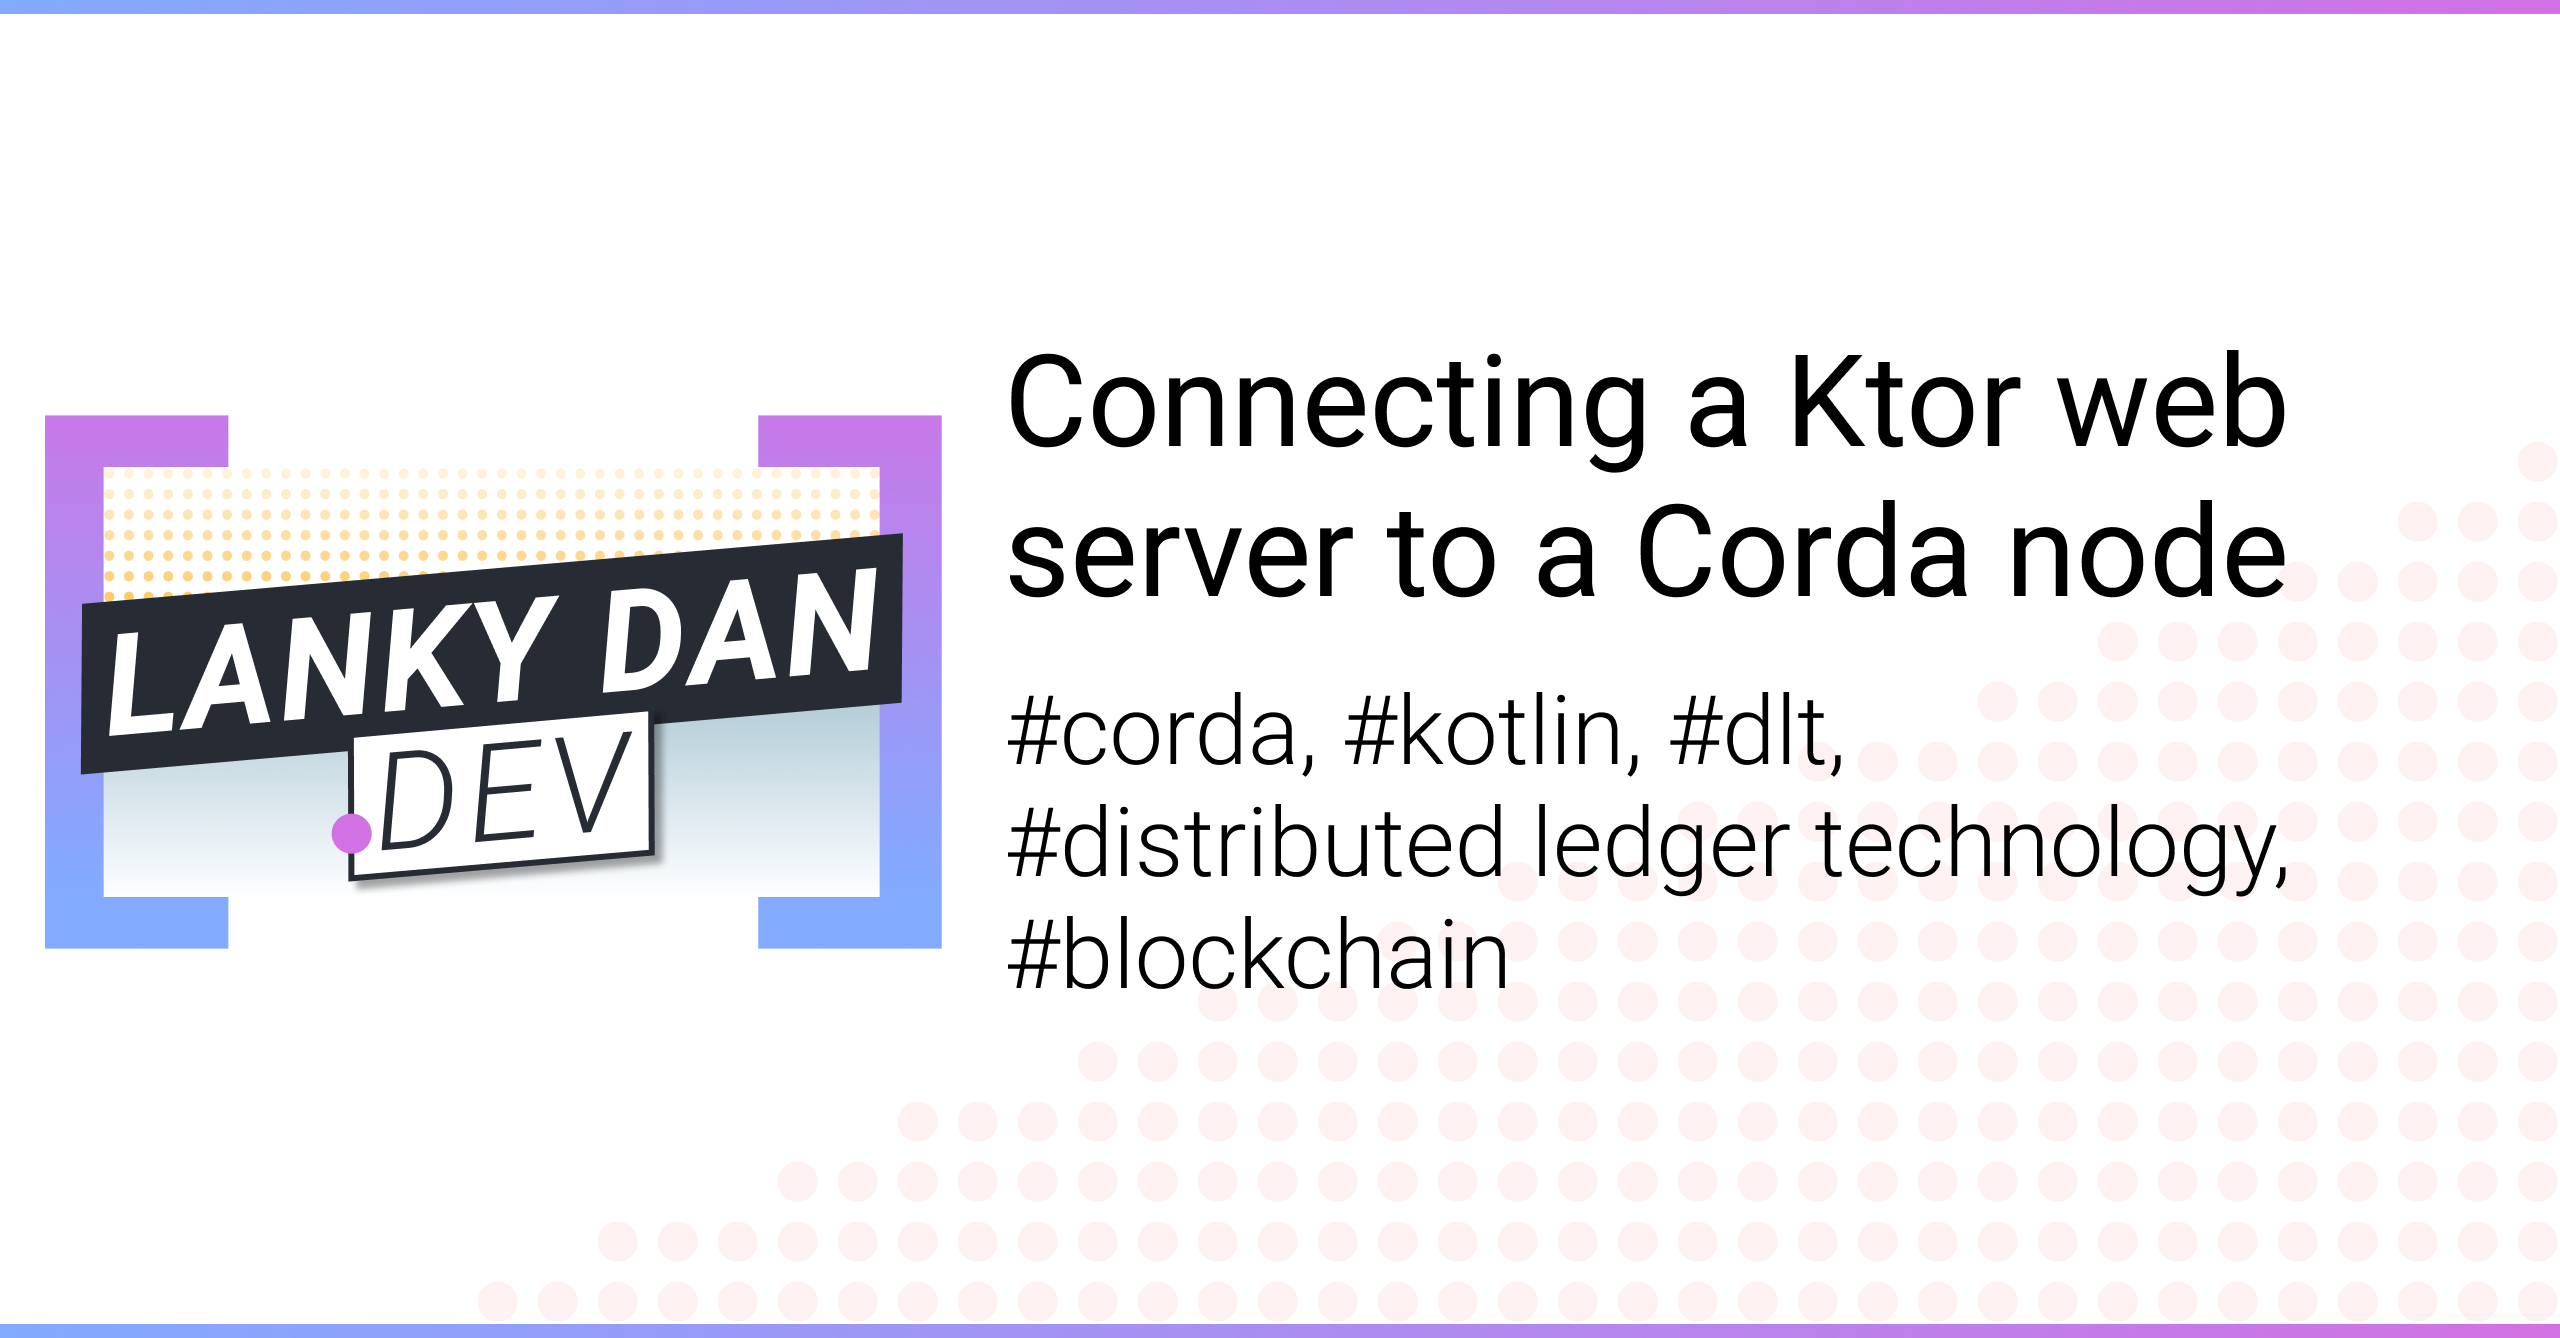 LANKY DAN
.DEV
Connecting a Ktor web
server to a Corda node
#corda, #kotlin, #dlt,
#distributed ledger technology,
#blockchain